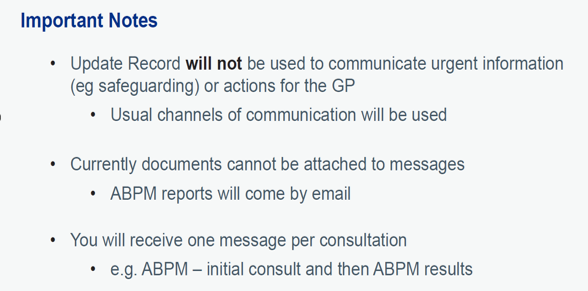 Important Notes
• Update Record will not be used to communicate urgent information
(eg safeguarding) or actions for the GP
• Usual channels of communication will be used
• Currently documents cannot be attached to messages
• ABPM reports will come by email
• You will receive one message per consultation
• e.g. ABPM – initial consult and then ABPM results